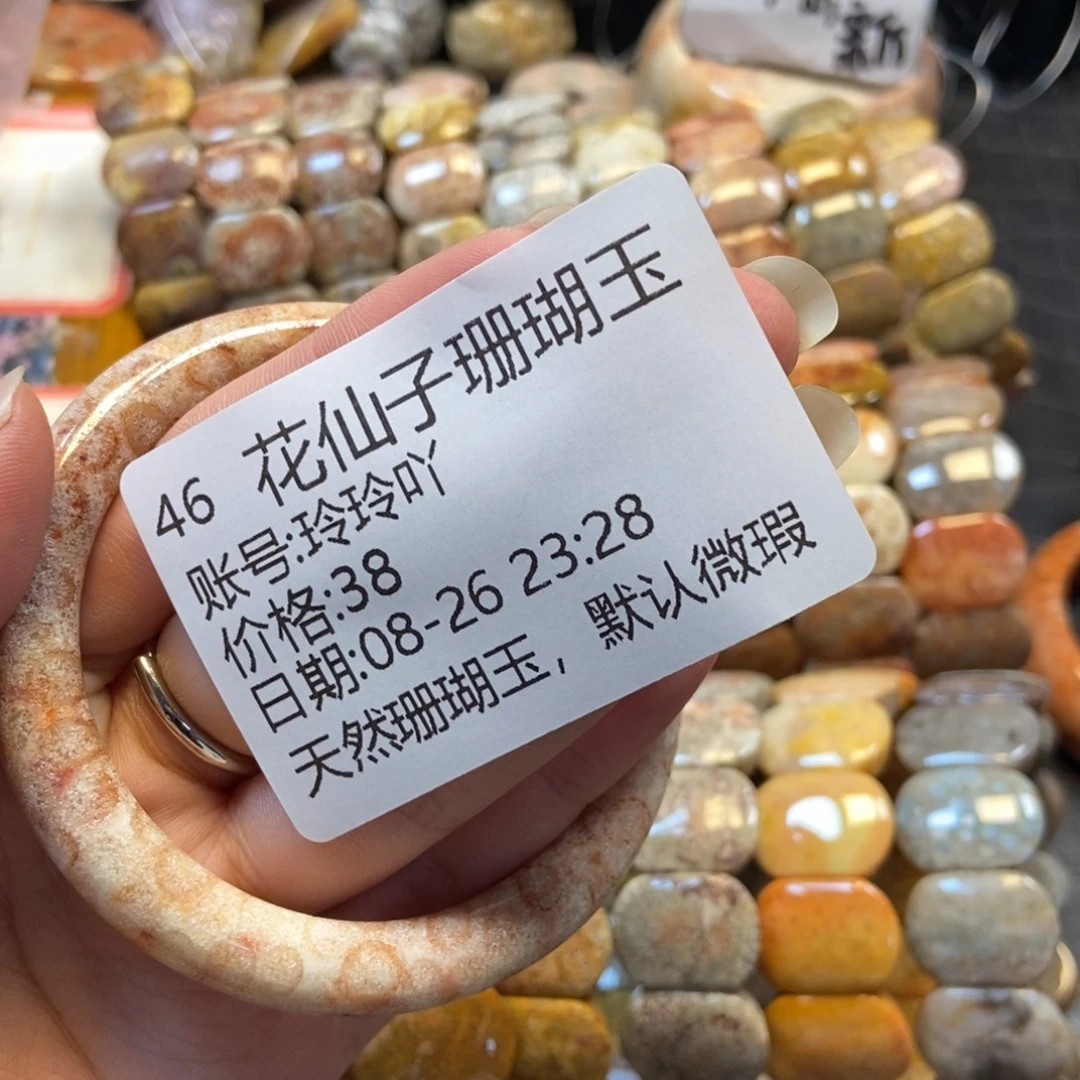 新
46 花仙子珊瑚玉
账号:玲玲吖
价格:38
日期:08-26 23:28
天然珊瑚玉，默认微瑕